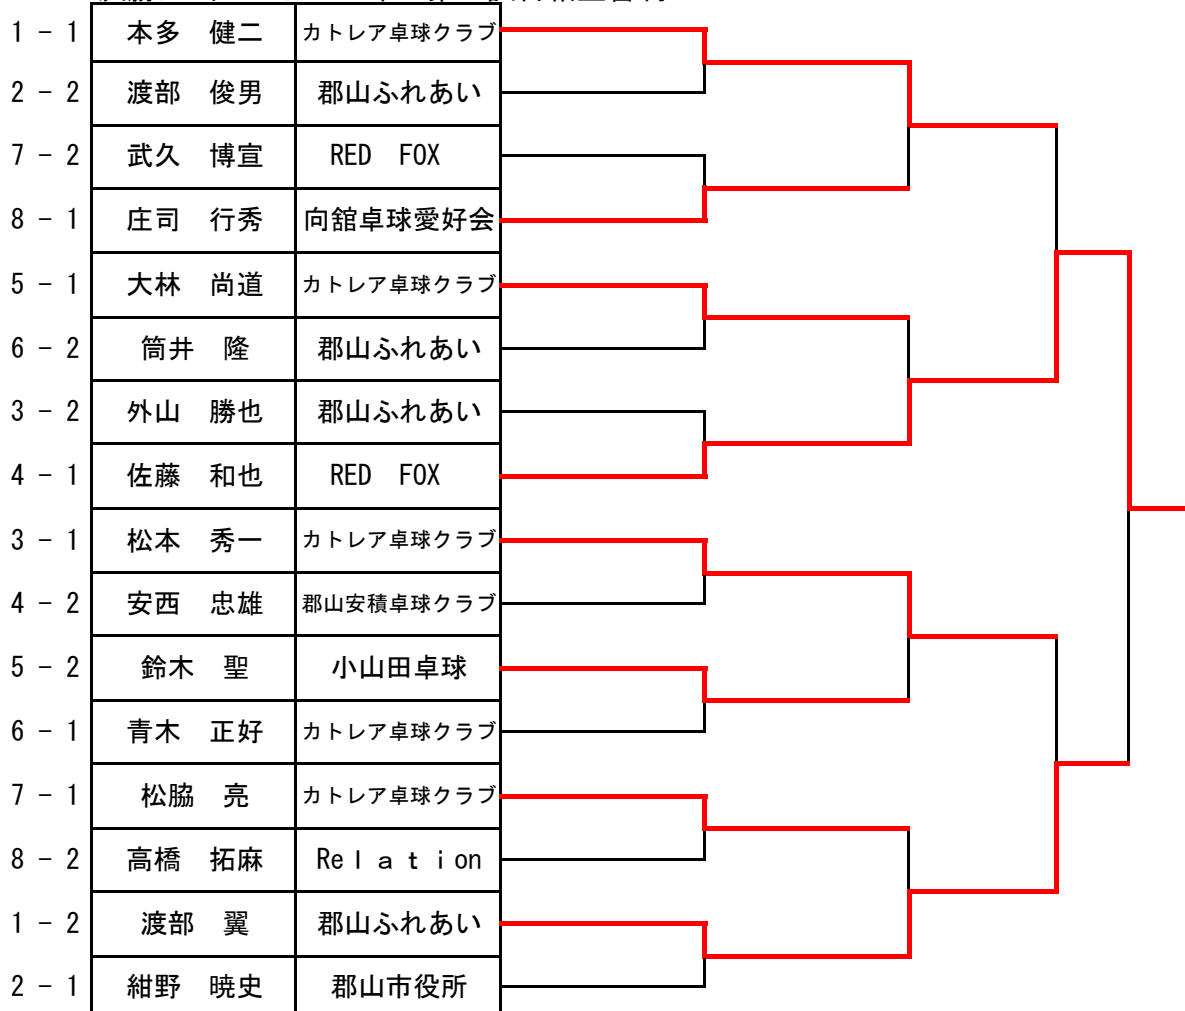 1 - 1 本多 健二 カトレア卓球クラブ
2 - 2 渡部 俊男 郡山ふれあい
7 - 2 武久 博宣 RED FOX
8 - 1 庄司 行秀 向舘卓球愛好会
5 - 1 大林 尚道 カトレア卓球クラブ
6 - 2 筒井 隆 郡山ふれあい
3 - 2 外山 勝也 郡山ふれあい
4 - 1 佐藤 和也 RED FOX
3 - 1 松本 秀一 カトレア卓球クラブ
4 - 2 安西 忠雄 郡山安積卓球クラブ
5 - 2 鈴木 聖 小山田卓球
6 - 1 青木 正好 カトレア卓球クラブ
7 - 1 松脇 亮 カトレア卓球クラブ
8 - 2 高橋 拓麻 Relation
1 - 2 渡部 翼 郡山ふれあい
2 - 1 紺野 暁史 郡山市役所